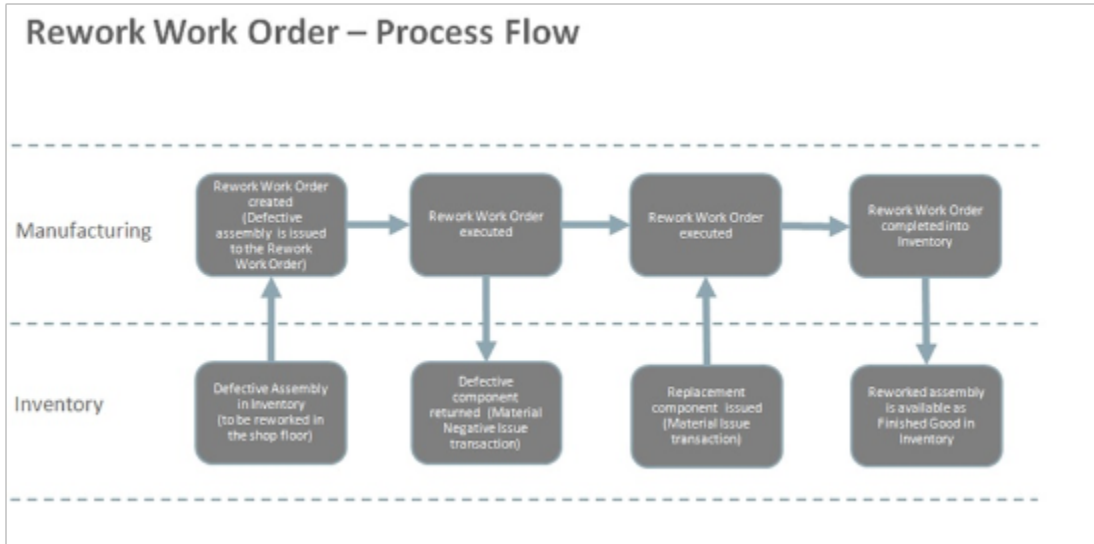 Rework Work Order – Process Flow
Manufacturing
Rework Work Order
created
(Defective
assembly is issued
to the Rework
Work Order)
Rework Work Order
executed
Rework Work Order
executed
Rework Work Order
completed into
Inventory
Inventory
Defective Assembly
in Inventory
(to be reworked in
the shop floor)
Defective
component
returned (Material
Negative Issue
transaction)
Replacement
component issued
(Material Issue
transaction)
Reworked assembly
is available as
Finished Good in
Inventory